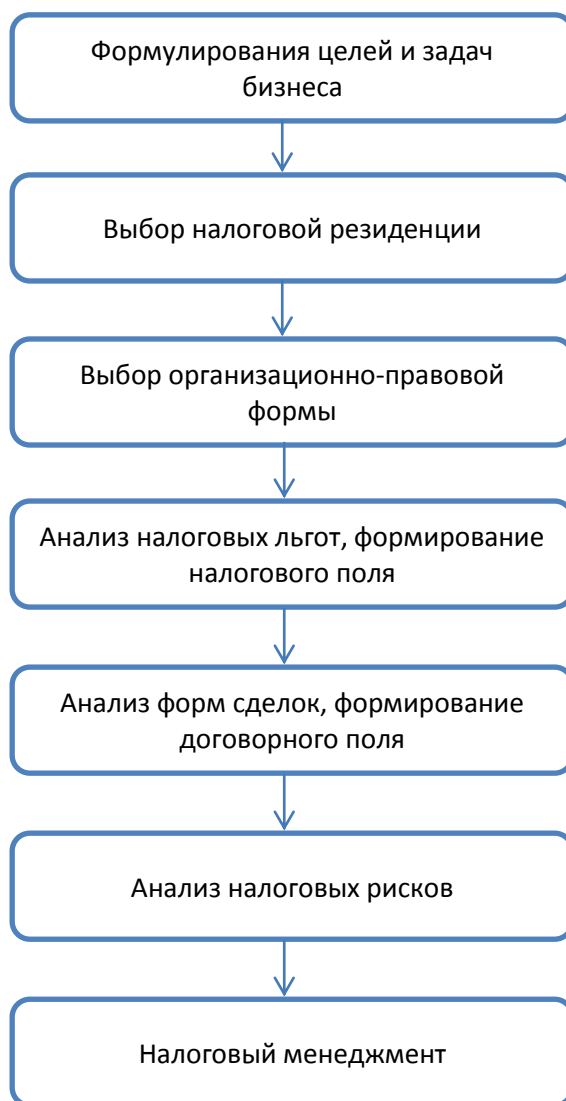 Формулирования целей и задач
бизнеса
Выбор налоговой резиденции
Выбор организационно-правовой
формы
Анализ налоговых льгот, формирование
налогового поля
Анализ форм сделок, формирование
договорного поля
Анализ налоговых рисков
Налоговый менеджмент